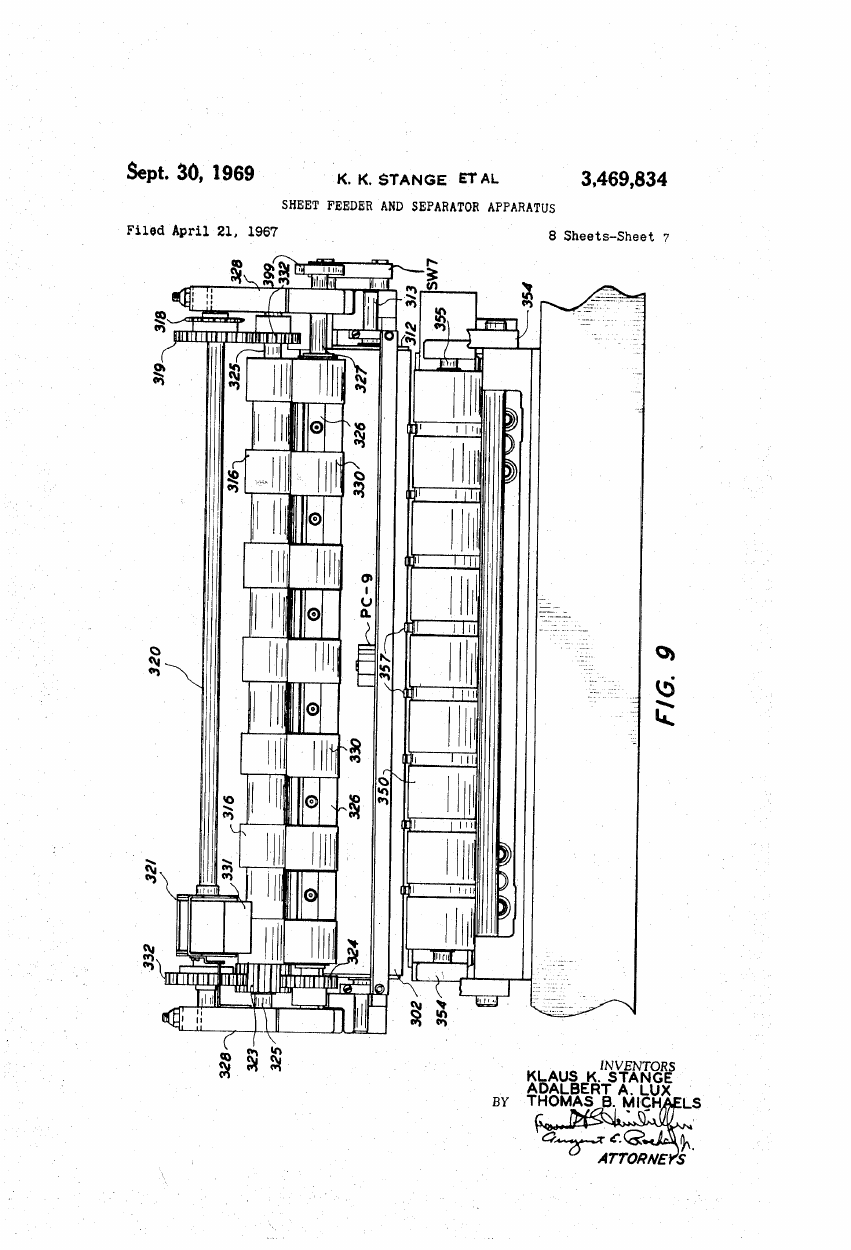 Sept. 30, 1969 K. K. STANGE ET AL 3,469,834
SHEET FEEDER AND SEPARATOR APPARATUS
Filed April 21, 1967 8 Sheets-Sheet 7
328
399
332
SW7
318
319
325
327
313
312
355
354
316
326
330
PC-9
320
357
330
316
326
350
321
331
332
324
328
323
325
302
354
FIG. 9
INVENTORS
KLAUS K. STANGE
ADALBERT A. LUX
BY THOMAS B. MICHAELS
ATTORNEYS